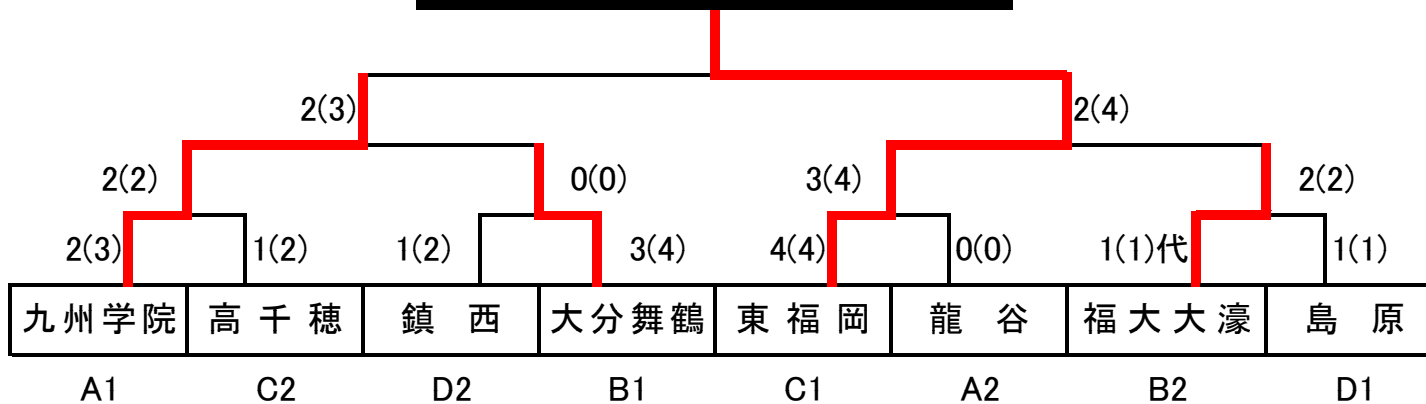 2(3) 2(4)
2(2) 0(0) 3(4) 2(2)
2(3) 1(2) 1(2) 3(4) 4(4) 0(0) 1(1)代 1(1)
九州学院 高千穂 鎮西 大分舞鶴 東福岡 龍谷 福大大濠 島原
A1 C2 D2 B1 C1 A2 B2 D1